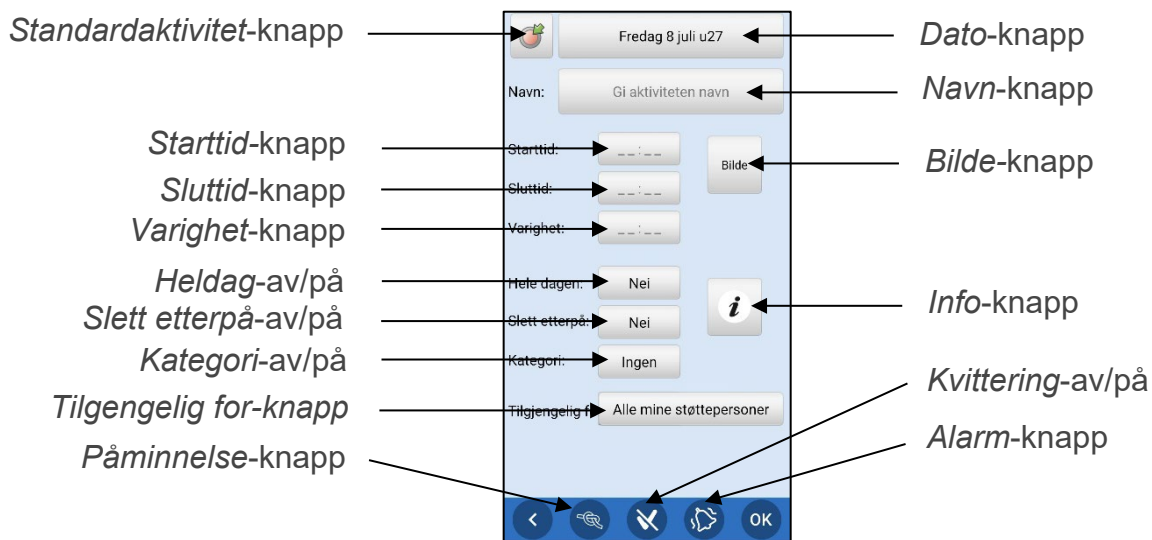 Standardaktivitet-knapp
Fredag 8 juli u27
Dato-knapp
Navn:
Gi aktiviteten navn
Navn-knapp
Starttid-knapp
Starttid:
__:__
Bilde
Bilde-knapp
Sluttid-knapp
Sluttid:
__:__
Varighet-knapp
Varighet:
__:__
Heldag-av/på
Hele dagen:
Nei
i
Info-knapp
Slett etterpå-av/på
Slett etterpå:
Nei
Kategori-av/på
Kategori:
Ingen
Kvittering-av/på
Tilgengelig for-knapp
Tilgjengelig f
Alle mine støttepersoner
Alarm-knapp
Påminnelse-knapp
OK